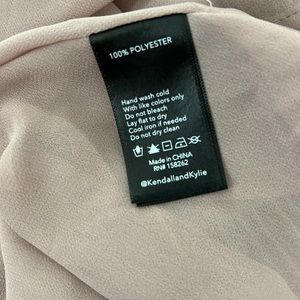 100% POLYESTER
Hand wash cold
With like colors only
Do not bleach
Lay flat to dry
Cool iron if needed
Do not dry clean
Made in CHINA
RN# 158262
@KendallandKylie